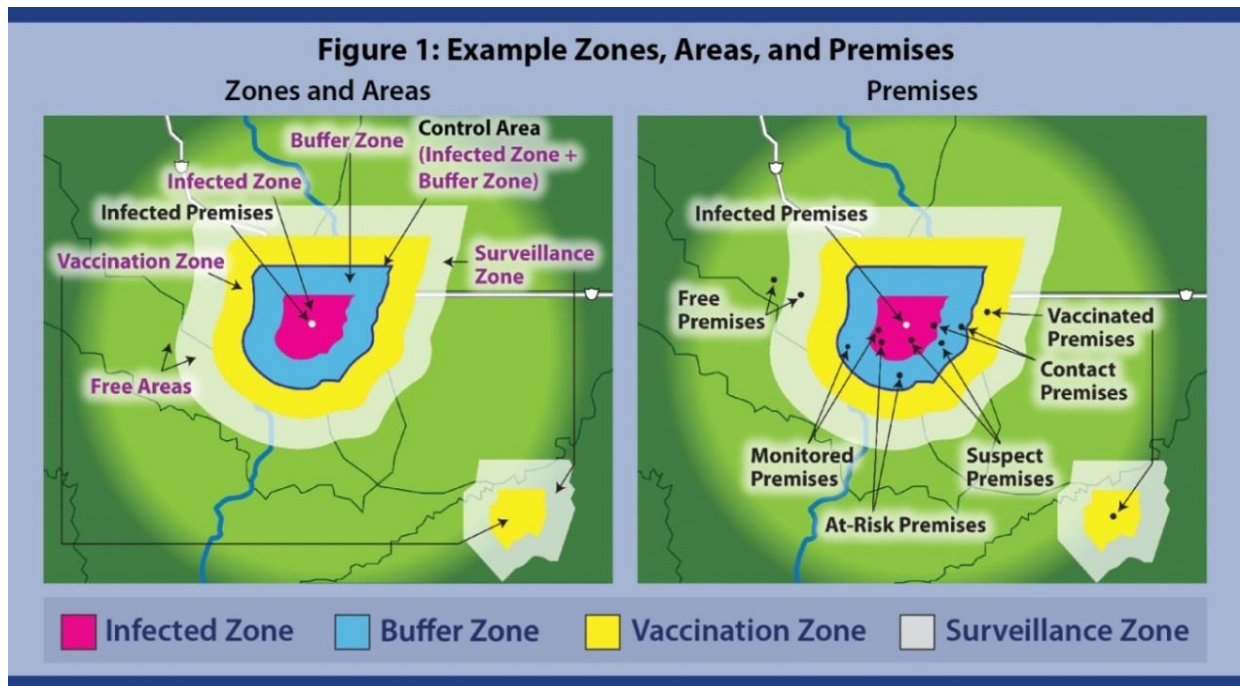 Figure 1: Example Zones, Areas, and Premises
Zones and Areas
Buffer Zone
Control Area
(Infected Zone +
Buffer Zone)
Infected Zone
Infected Premises
Vaccination Zone
Surveillance
Zone
Free Areas
Premises
Infected Premises
Free
Premises
Vaccinated
Premises
Contact
Premises
Monitored
Premises
Suspect
Premises
At-Risk Premises
Infected Zone
Buffer Zone
Vaccination Zone
Surveillance Zone